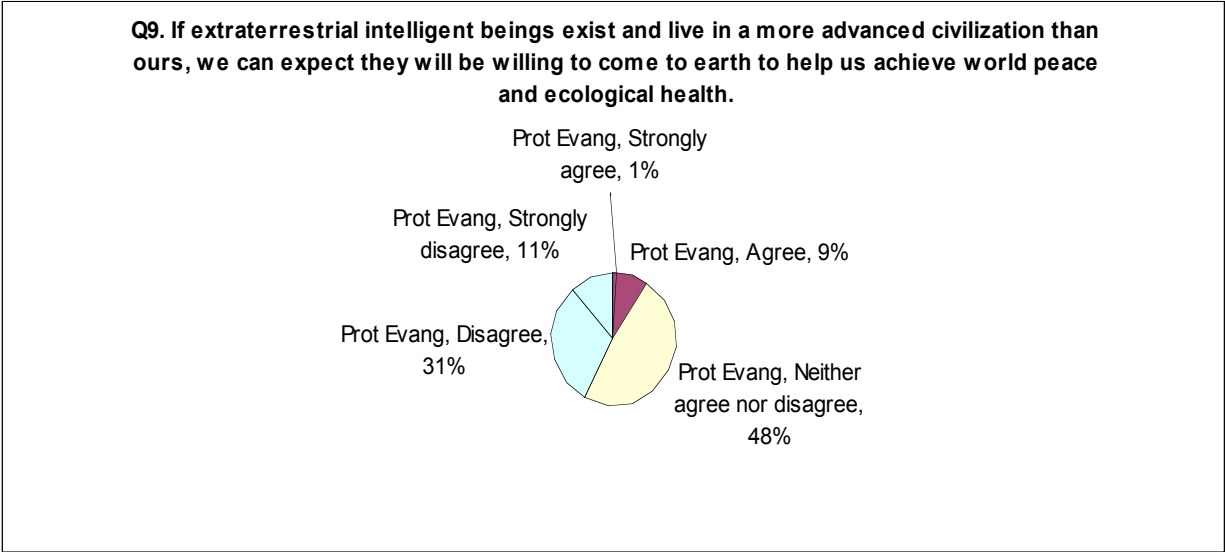 Q9. If extraterrestrial intelligent beings exist and live in a more advanced civilization than
ours, we can expect they will be willing to come to earth to help us achieve world peace
and ecological health.
Prot Evang, Strongly
agree, 1%
Prot Evang, Strongly
disagree, 11%
Prot Evang, Agree, 9%
Prot Evang, Disagree,
31%
Prot Evang, Neither
agree nor disagree,
48%